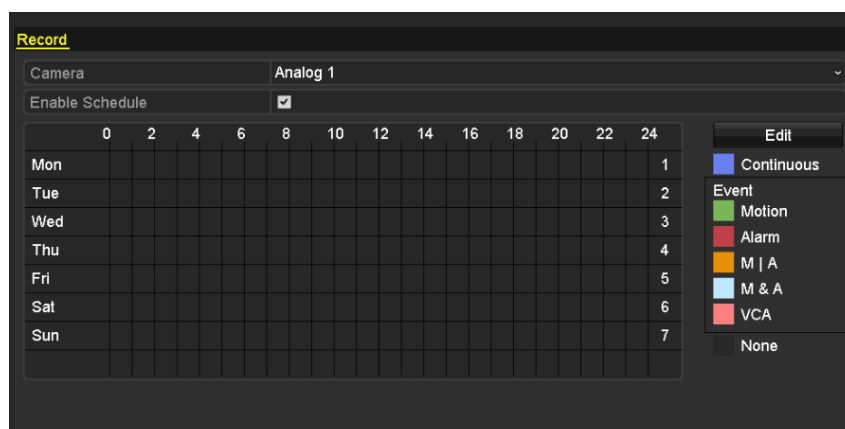 Record
Camera Analog 1
Enable Schedule
0 2 4 6 8 10 12 14 16 18 20 22 24 Edit
Mon 1 Continuous
Tue 2 Event
Motion
Wed 3
Alarm
Thu 4
M | A
Fri 5
M & A
Sat 6
VCA
Sun 7
None